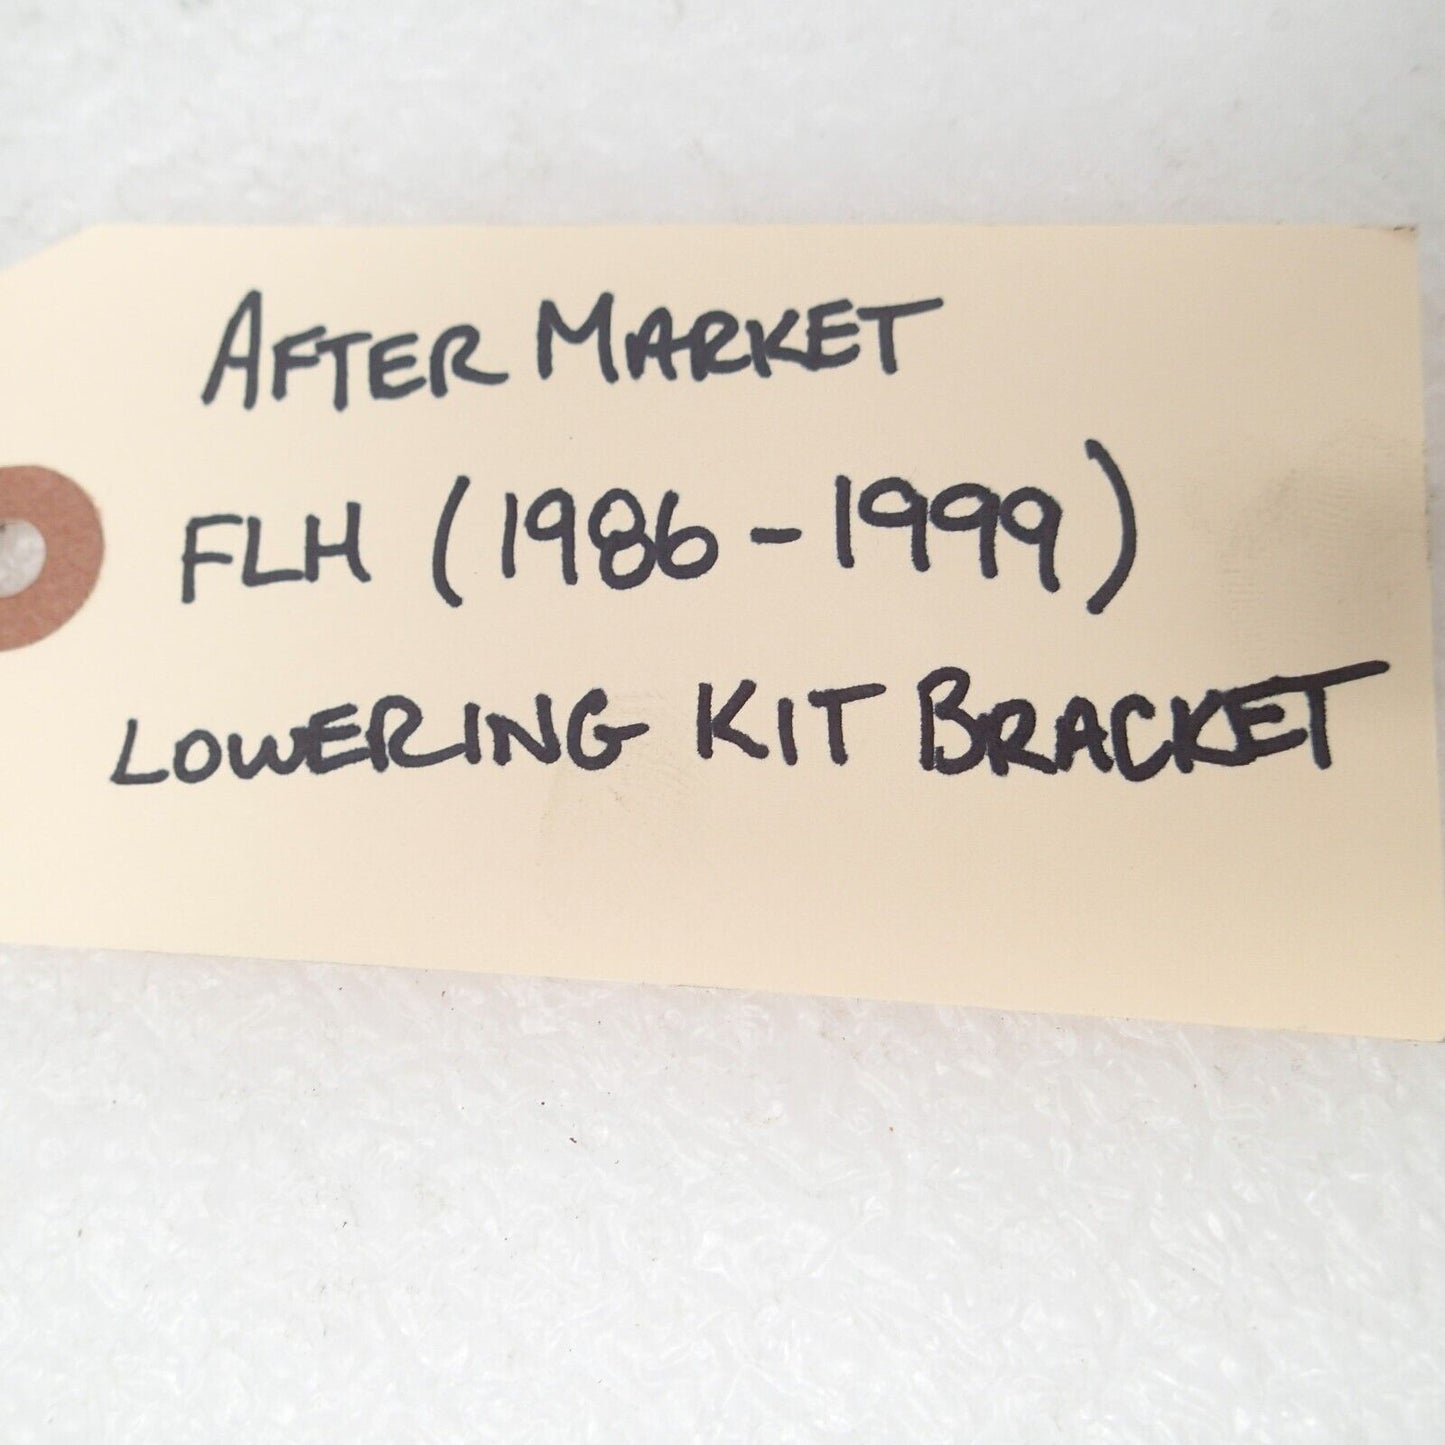 AFTER MARKET
FLH (1986-1999)
LOWERING KIT BRACKET